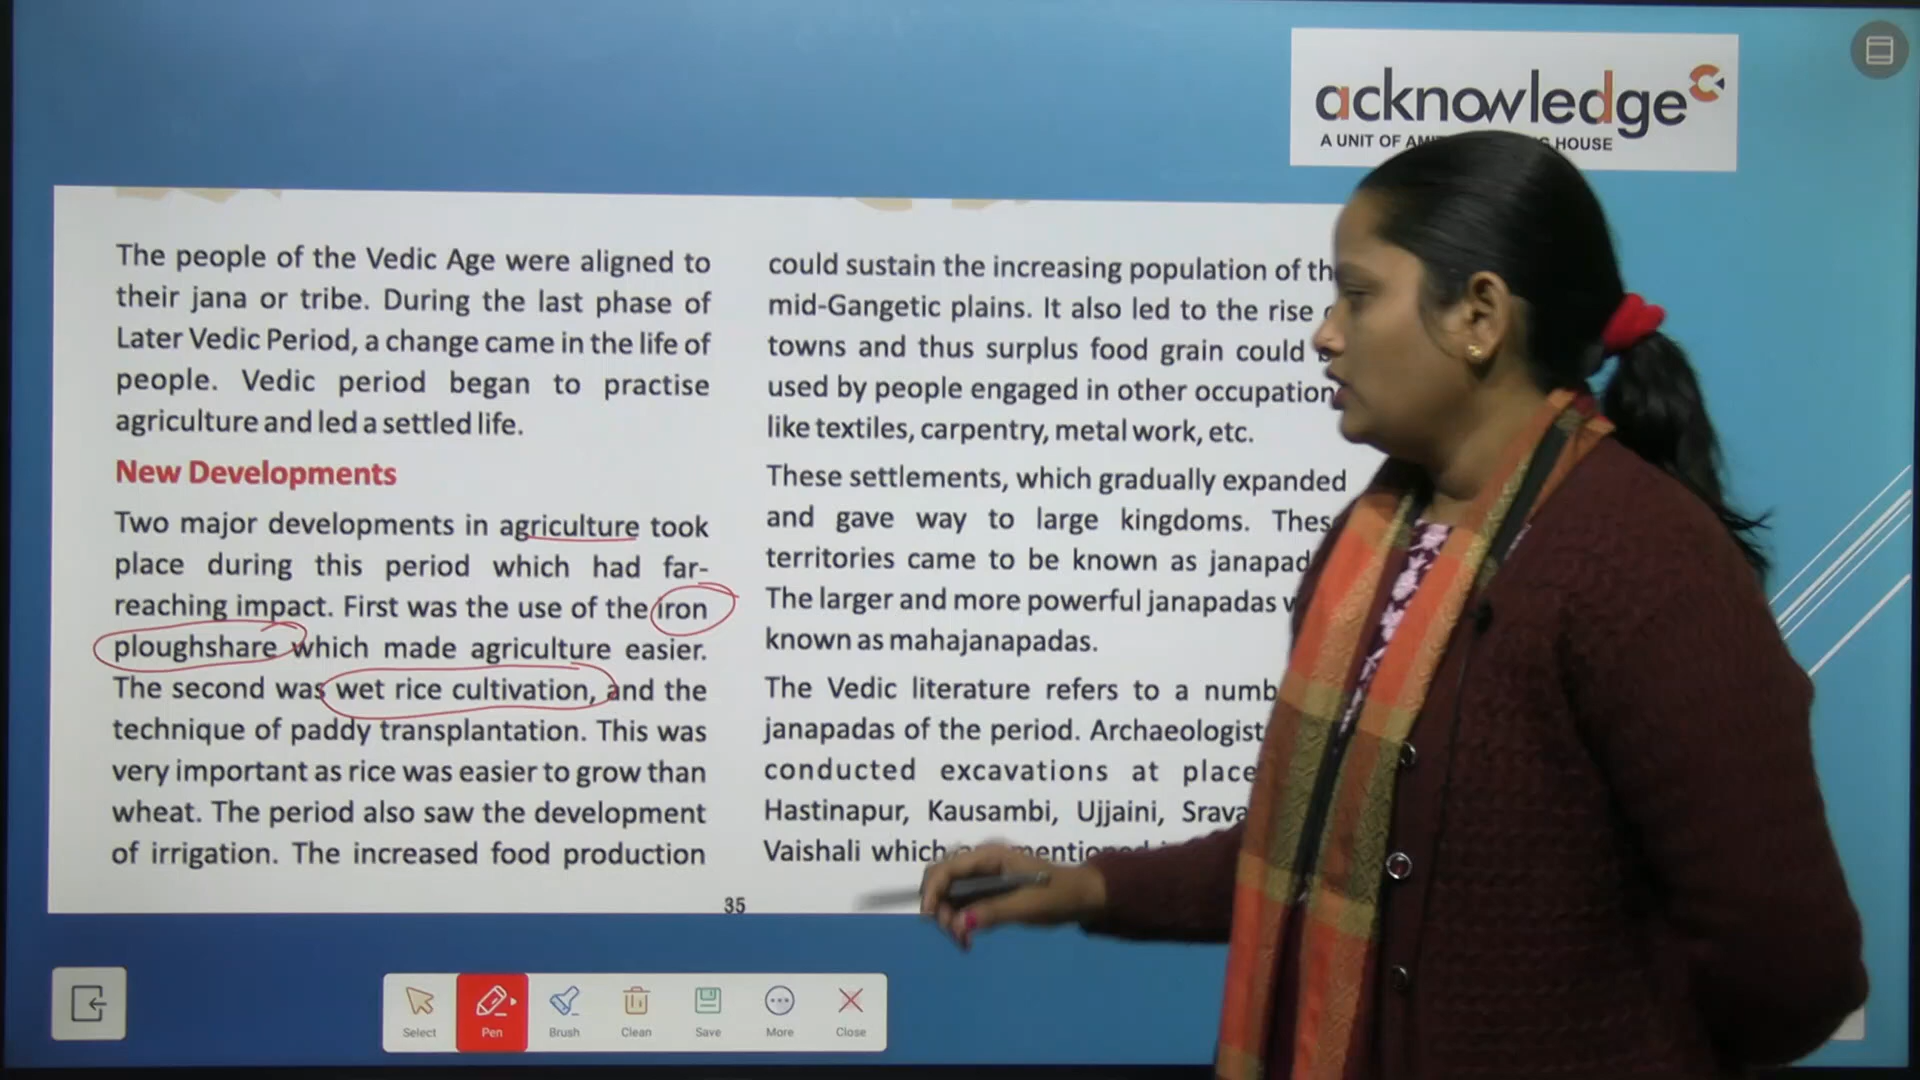 acknowledge
A UNIT OF HOUSE
The people of the Vedic Age were aligned to
their jana or tribe. During the last phase of
Later Vedic Period, a change came in the life of
people. Vedic period began to practise
agriculture and led a settled life.
New Developments
Two major developments in agriculture took
place during this period which had far-
reaching impact. First was the use of the iron
ploughshare which made agriculture easier.
The second was wet rice cultivation, and the
technique of paddy transplantation. This was
very important as rice was easier to grow than
wheat. The period also saw the development
of irrigation. The increased food production
could sustain the increasing population of
mid-Gangetic plains. It also led to the rise
towns and thus surplus food grain could
used by people engaged in other occupation
like textiles, carpentry, metal work, etc.
These settlements, which gradually expanded
and gave way to large kingdoms.
territories came to be known as
The larger and more powerful janapadas
known as mahajanapadas.
The Vedic literature refers to a
janapadas of the period.
conducted excavations at
Hastinapur, Kausambi, Ujjaini,
Vaishali which
35
Select
Pen
Brush
Clean
Save
More
Close